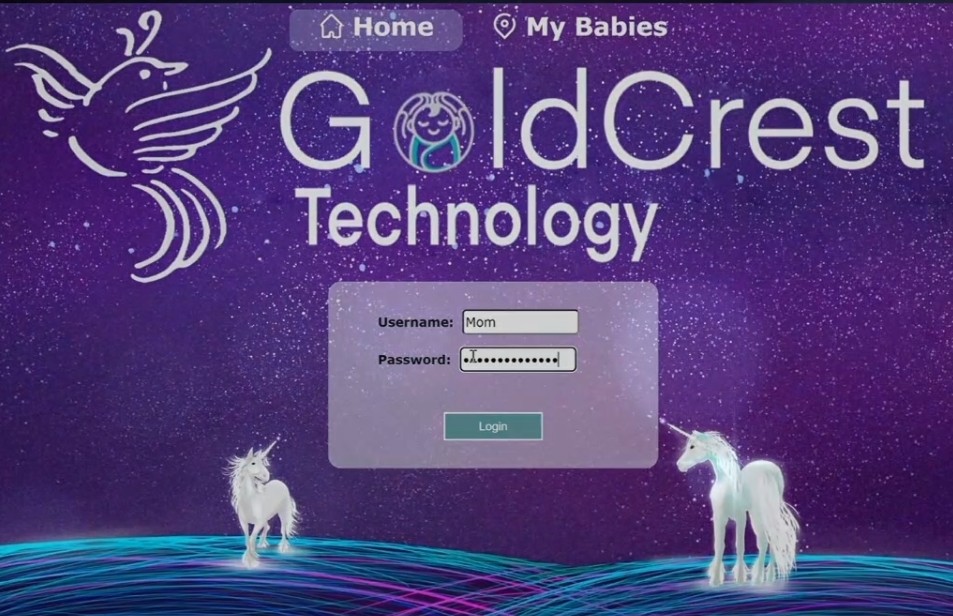 Home
My Babies
GoldCrest
Technology
Username: Mom
Password: ••••••••••••••
Login